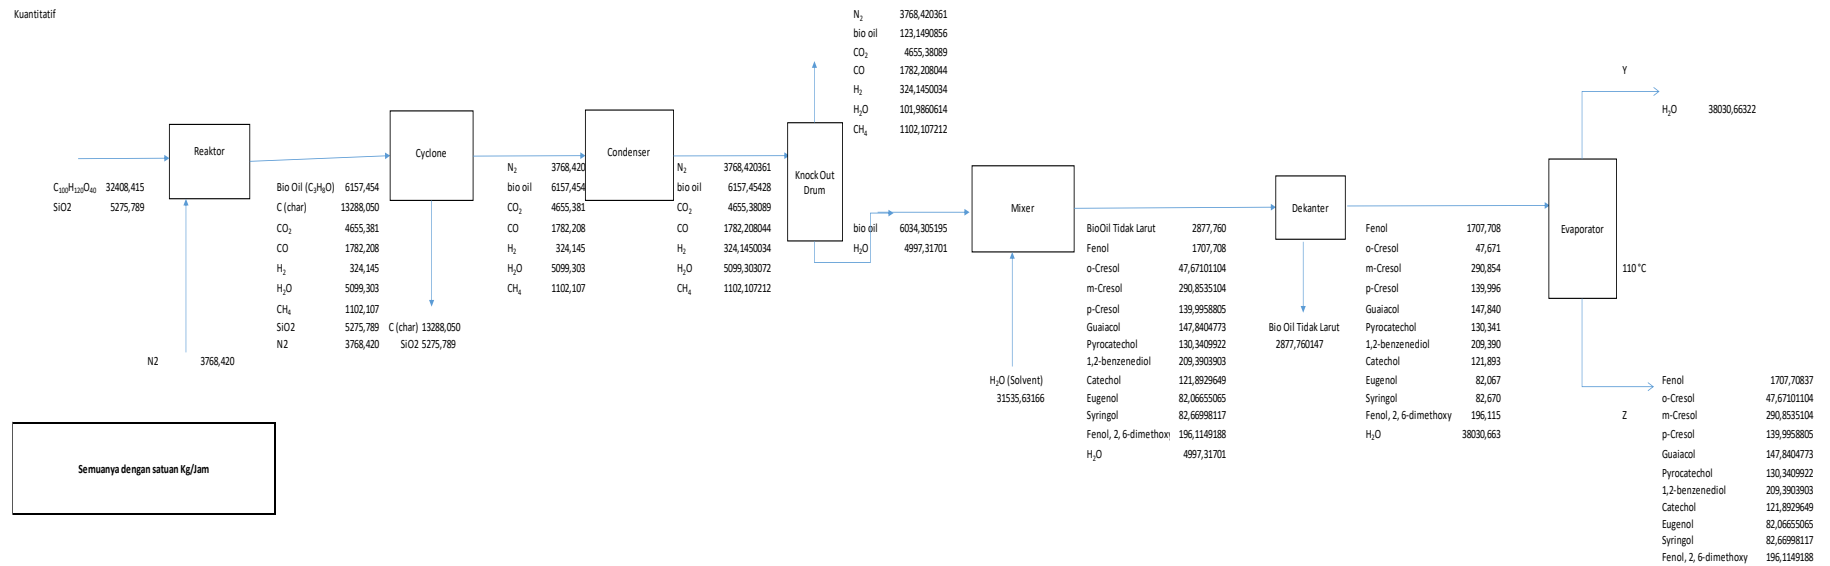 Kuantitatif
Reaktor
C₁₀₀H₁₂₀O₄₀ 32408,415
SiO2 5275,789
N2 3768,420
Bio Oil (C₃H₈O) 6157,454
C (char) 13288,050
CO₂ 4655,381
CO 1782,208
H₂ 324,145
H₂O 5099,303
CH₄ 1102,107
SiO2 5275,789
N2 3768,420
Cyclone
C (char) 13288,050
SiO2 5275,789
N₂ 3768,420
bio oil 6157,454
CO₂ 4655,381
CO 1782,208
H₂ 324,145
H₂O 5099,303
CH₄ 1102,107
Condenser
N₂ 3768,420361
bio oil 6157,45428
CO₂ 4655,38089
CO 1782,208044
H₂ 324,1450034
H₂O 5099,303072
CH₄ 1102,107212
Knock Out
Drum
N₂ 3768,420361
bio oil 123,1490856
CO₂ 4655,38089
CO 1782,208044
H₂ 324,1450034
H₂O 101,9860614
CH₄ 1102,107212
bio oil 6034,305195
H₂O 4997,31701
Mixer
H₂O (Solvent)
31535,63166
BioOil Tidak Larut 2877,760
Fenol 1707,708
o-Cresol 47,67101104
m-Cresol 290,8535104
p-Cresol 139,9958805
Guaiacol 147,8404773
Pyrocatechol 130,3409922
1,2-benzenediol 209,3903903
Catechol 121,8929649
Eugenol 82,06655065
Syringol 82,66998117
Fenol, 2, 6-dimethoxy 196,1149188
H₂O 4997,31701
Dekanter
Bio Oil Tidak Larut
2877,760147
Fenol 1707,708
o-Cresol 47,671
m-Cresol 290,854
p-Cresol 139,996
Guaiacol 147,840
Pyrocatechol 130,341
1,2-benzenediol 209,390
Catechol 121,893
Eugenol 82,067
Syringol 82,670
Fenol, 2, 6-dimethoxy 196,115
H₂O 38030,663
Evaporator
110 °C
Y
H₂O 38030,66322
Z
Fenol 1707,70837
o-Cresol 47,67101104
m-Cresol 290,8535104
p-Cresol 139,9958805
Guaiacol 147,8404773
Pyrocatechol 130,3409922
1,2-benzenediol 209,3903903
Catechol 121,8929649
Eugenol 82,06655065
Syringol 82,66998117
Fenol, 2, 6-dimethoxy 196,1149188
Semuanya dengan satuan Kg/Jam